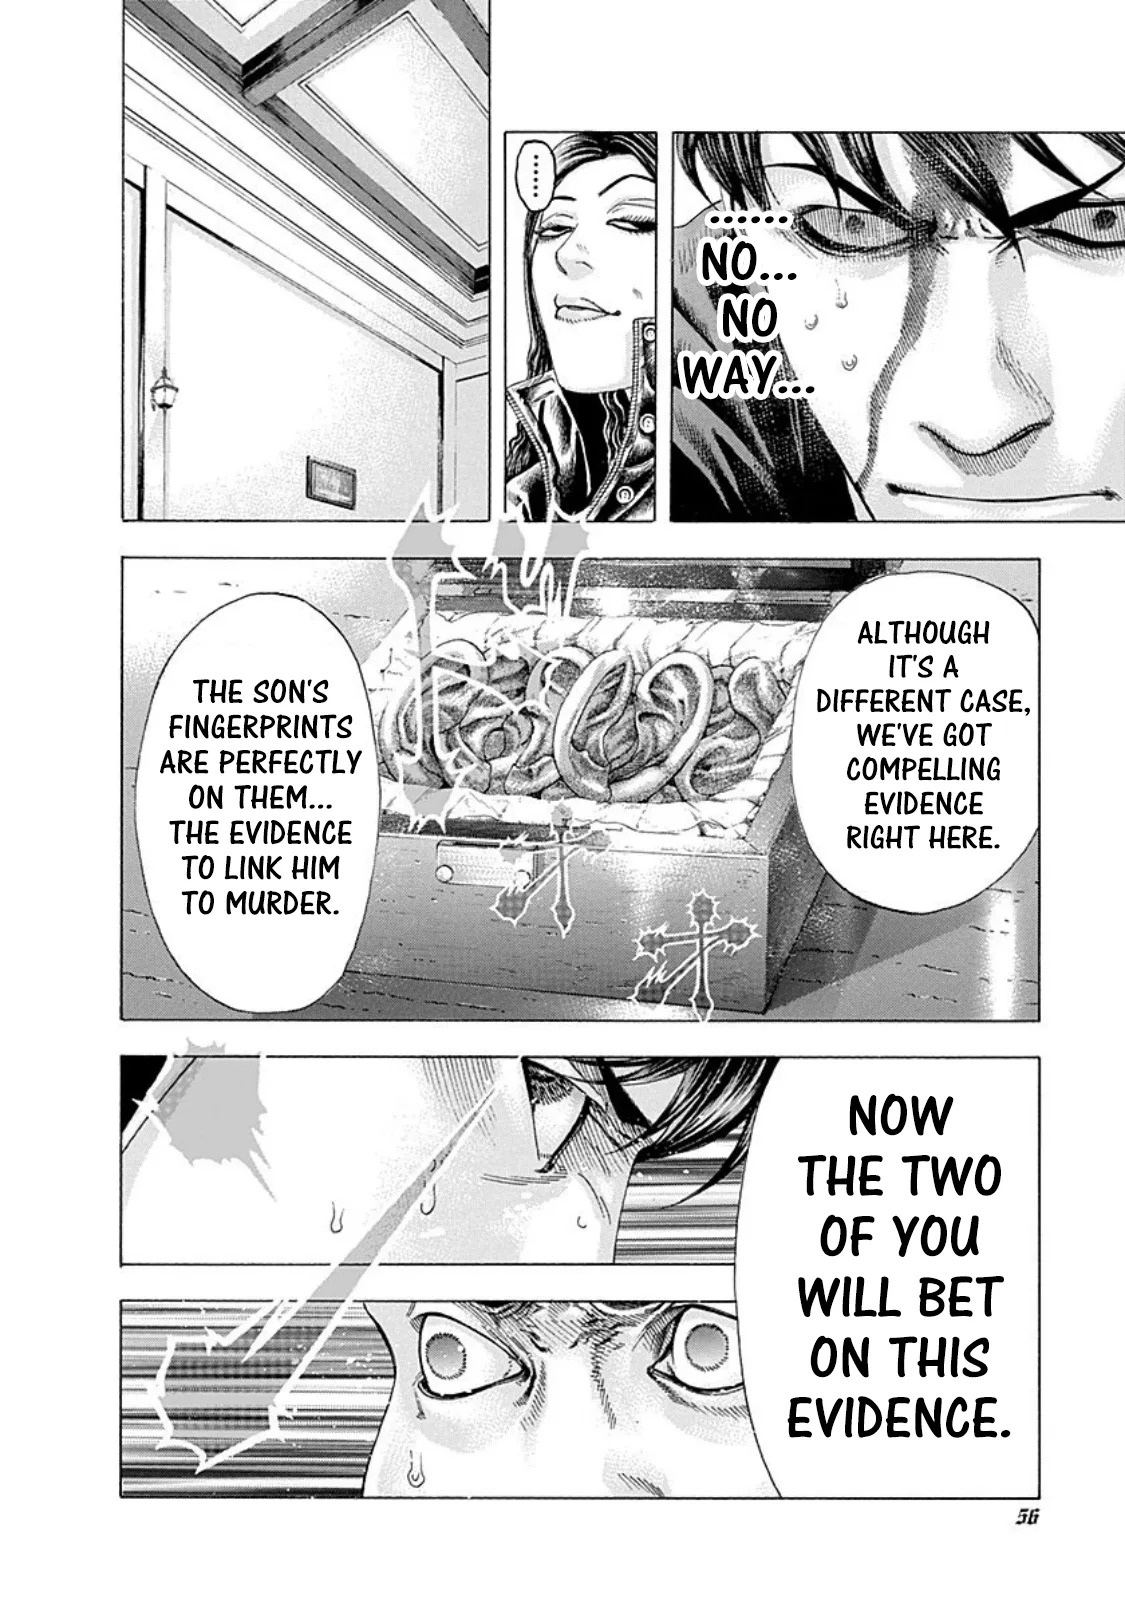 ......
NO...
NO
WAY...
......
ALTHOUGH
IT'S A
DIFFERENT CASE,
WE'VE GOT
COMPELLING
EVIDENCE
RIGHT HERE.
THE SON'S
FINGERPRINTS
ARE PERFECTLY
ON THEM...
THE EVIDENCE
TO LINK HIM
TO MURDER.
NOW
THE TWO
OF YOU
WILL BET
ON THIS
EVIDENCE.
56